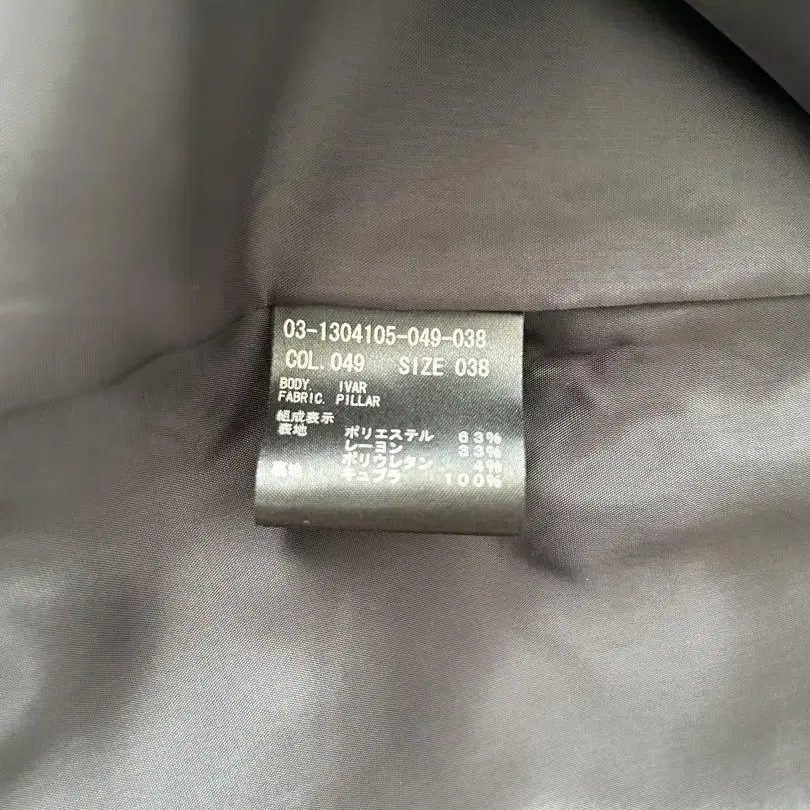 03-1304105-049-038
COL. 049 SIZE 038
BODY. IVAR
FABRIC. PILLAR
組成表示
表地 ポリエステル 63%
レーヨン 33%
ポリウレタン 4%
裏地 キュプラ 100%